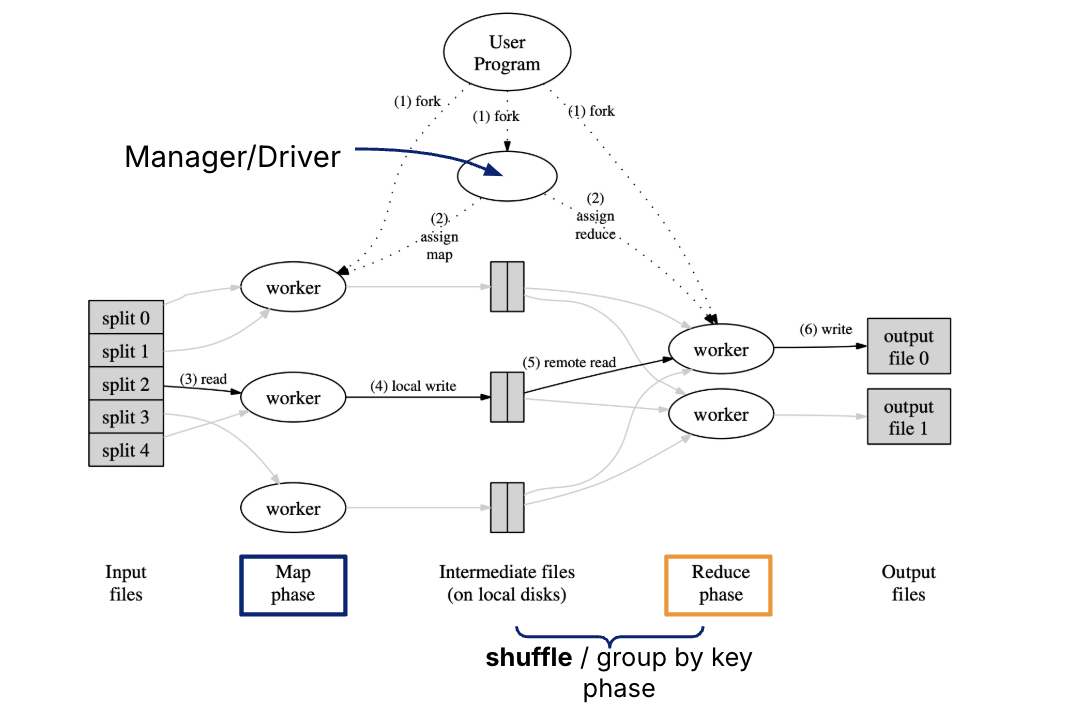 User
Program
(1) fork
(1) fork
(1) fork
Manager/Driver
(2)
assign
map
(2)
assign
reduce
worker
split 0
split 1
split 2
split 3
split 4
(3) read
worker
(4) local write
(5) remote read
worker
(6) write
output
file 0
worker
output
file 1
worker
Input
files
Map
phase
Intermediate files
(on local disks)
Reduce
phase
Output
files
shuffle / group by key
phase